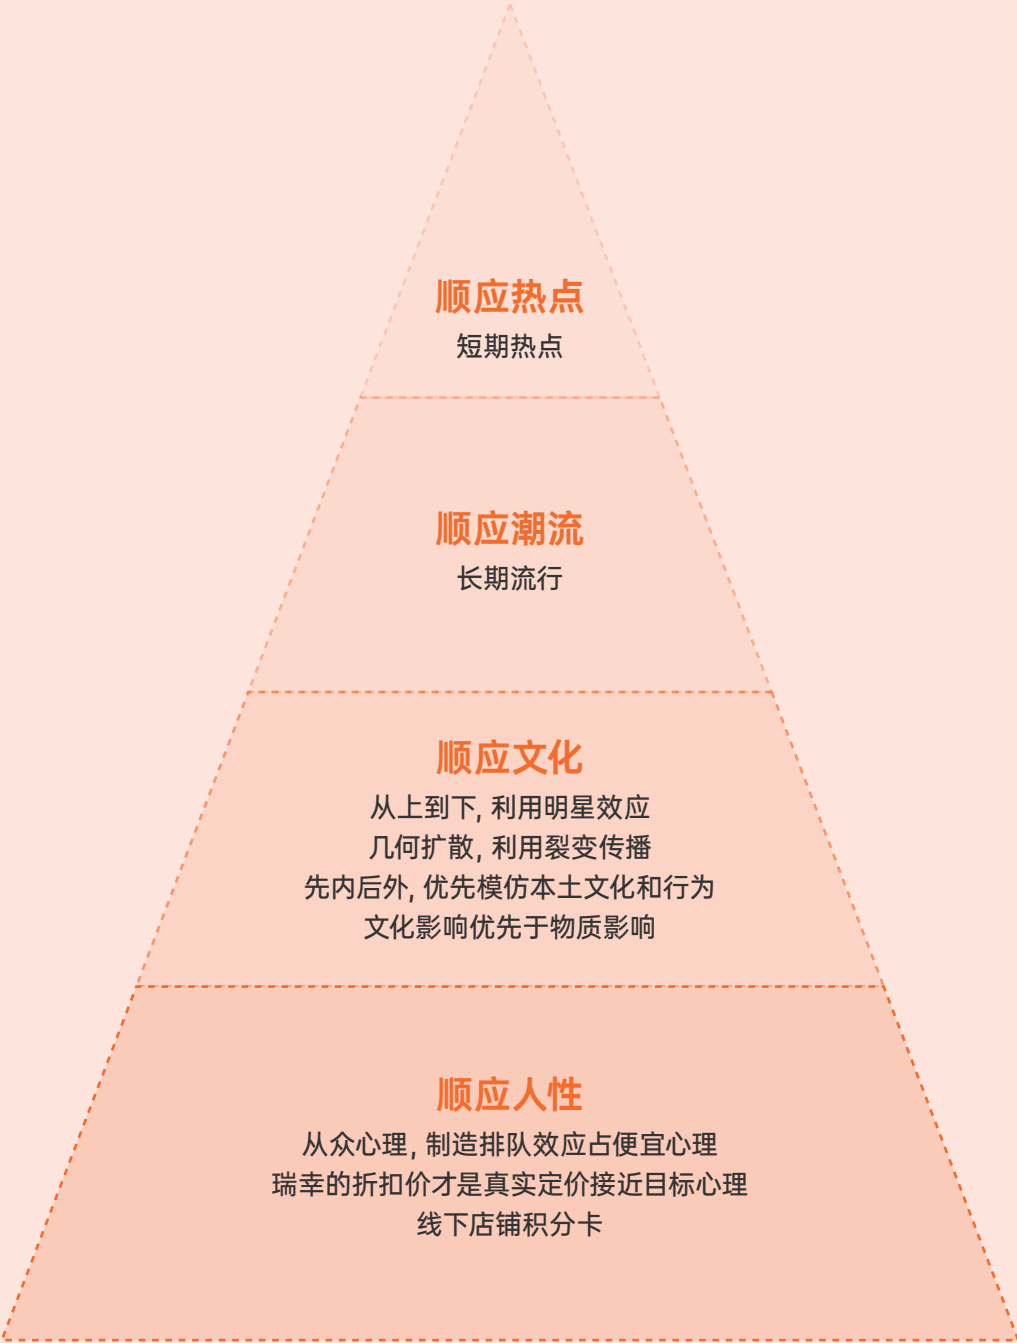 顺应热点
短期热点
顺应潮流
长期流行
顺应文化
从上到下, 利用明星效应
几何扩散, 利用裂变传播
先内后外, 优先模仿本土文化和行为
文化影响优先于物质影响
顺应人性
从众心理, 制造排队效应占便宜心理
瑞幸的折扣价才是真实定价接近目标心理
线下店铺积分卡